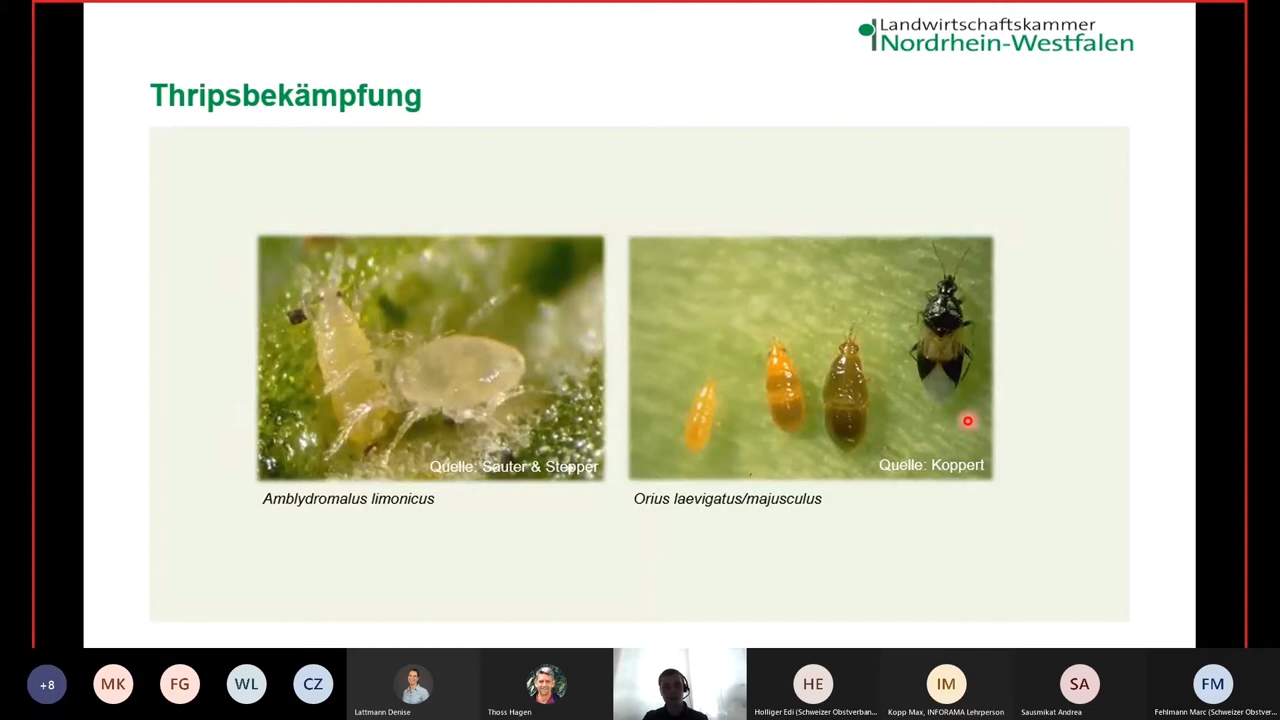 Landwirtschaftskammer
Nordrhein-Westfalen
Thripsbekämpfung
Quelle: Sauter & Stepper
Quelle: Koppert
Amblydromalus limonicus
Orius laevigatus/majusculus
+8
MK
FG
WL
CZ
HE
IM
SA
FM
Lattmann Denise
Thoss Hagen
Holliger Edi (Schweizer Obstverban...
Kopp Max, INFORAMA Lehrperson
Sausmikat Andrea
Fehlmann Marc (Schweizer Obstver...